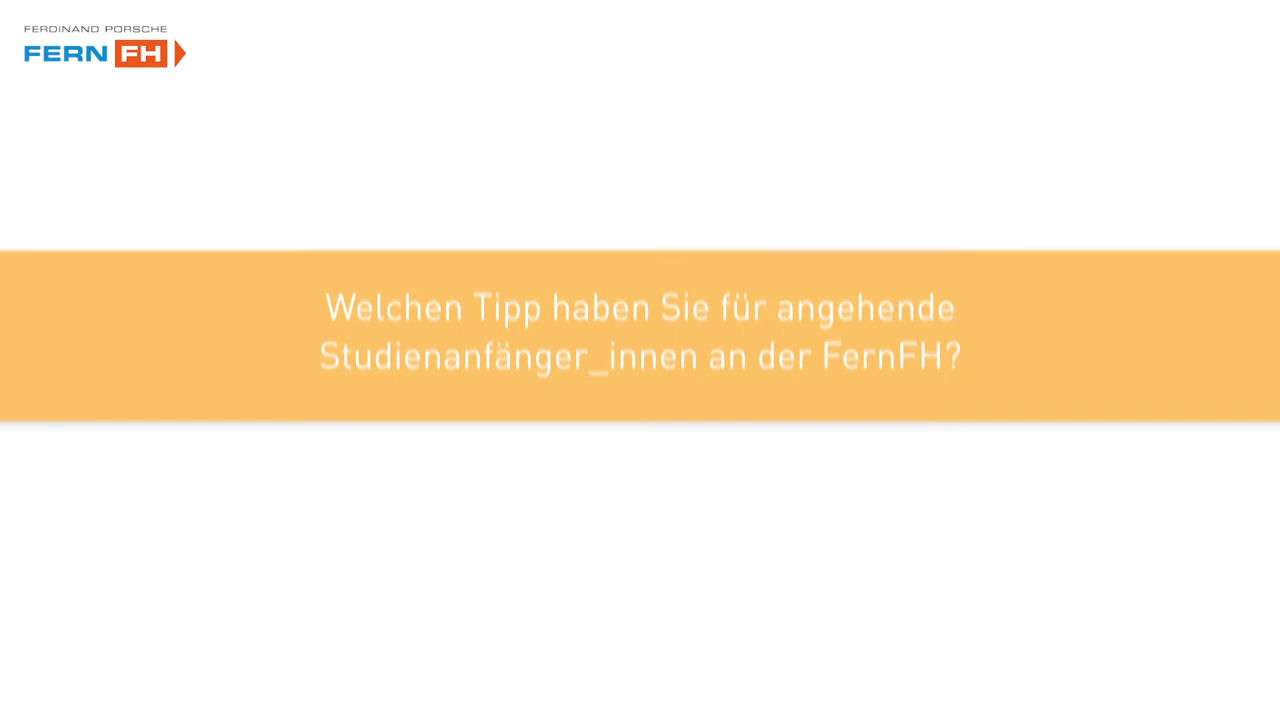 FERDINAND PORSCHE
FERN FH
Welchen Tipp haben Sie für angehende
Studienanfänger_innen an der FernFH?